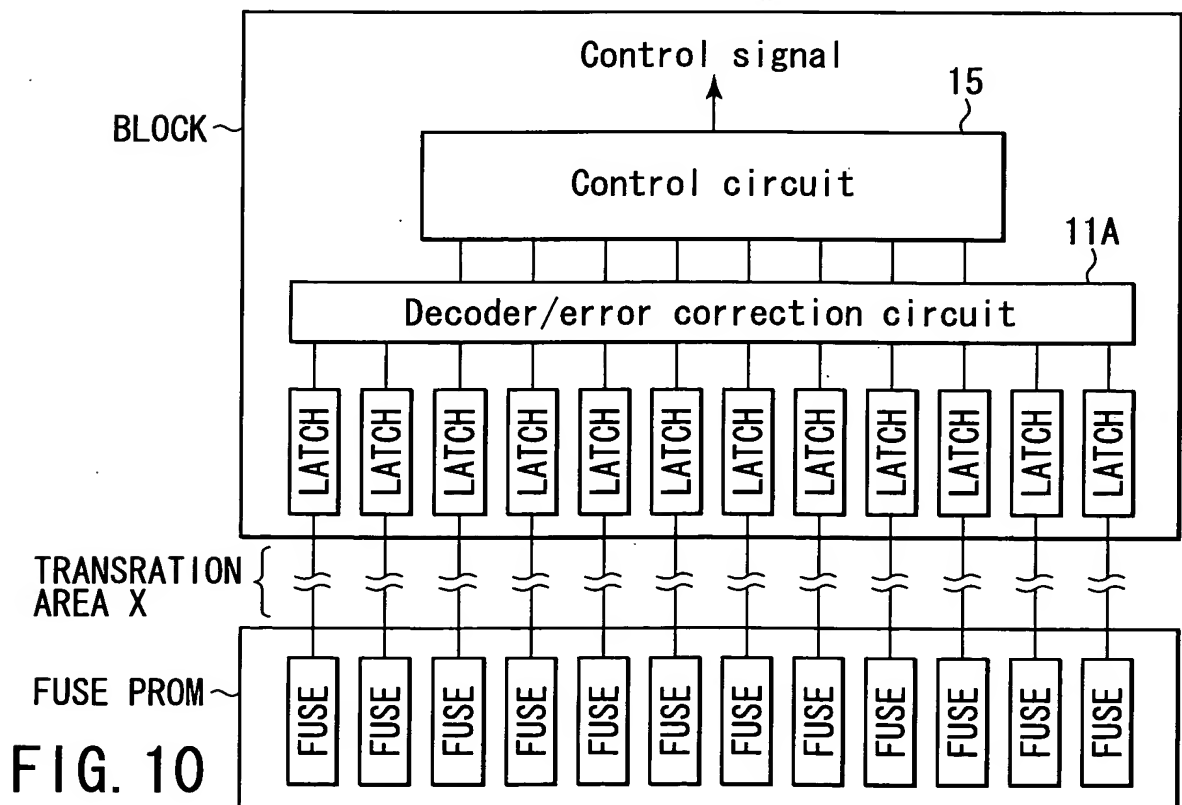 Control signal
15
BLOCK
Control circuit
11A
Decoder/error correction circuit
LATCH LATCH LATCH LATCH LATCH LATCH LATCH LATCH LATCH LATCH LATCH LATCH
TRANSRATION
AREA X
FUSE PROM
FUSE FUSE FUSE FUSE FUSE FUSE FUSE FUSE FUSE FUSE FUSE FUSE
FIG. 10